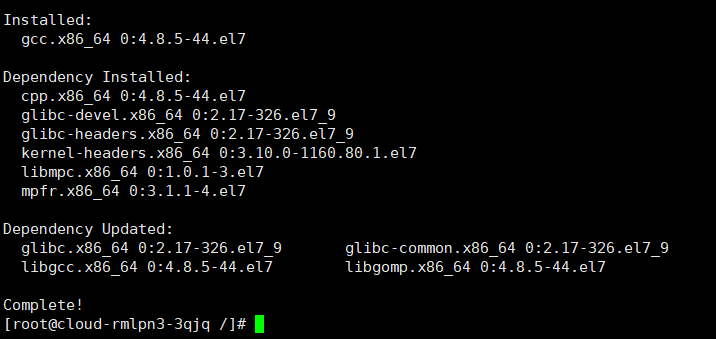 Installed:
  gcc.x86_64 0:4.8.5-44.el7
Dependency Installed:
  cpp.x86_64 0:4.8.5-44.el7
  glibc-devel.x86_64 0:2.17-326.el7_9
  glibc-headers.x86_64 0:2.17-326.el7_9
  kernel-headers.x86_64 0:3.10.0-1160.80.1.el7
  libmpc.x86_64 0:1.0.1-3.el7
  mpfr.x86_64 0:3.1.1-4.el7
Dependency Updated:
  glibc.x86_64 0:2.17-326.el7_9       glibc-common.x86_64 0:2.17-326.el7_9
  libgcc.x86_64 0:4.8.5-44.el7        libgomp.x86_64 0:4.8.5-44.el7
Complete!
[root@cloud-rmlpn3-3qjq /]#